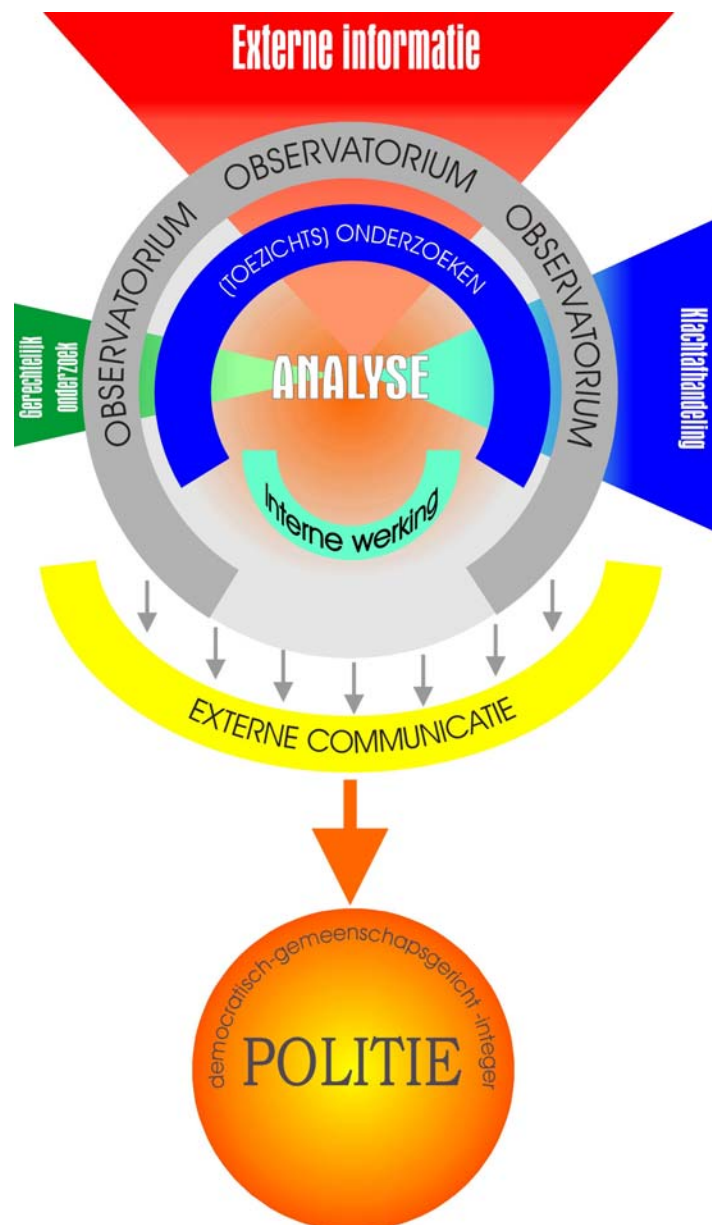 Externe informatie
OBSERVATORIUM
OBSERVATORIUM
OBSERVATORIUM
(TOEZICHTS) ONDERZOEKEN
Gerechtelijk
onderzoek
ANALYSE
Klachtafhandeling
Interne werking
EXTERNE COMMUNICATIE
democratisch-gemeenschapsgericht -integer
POLITIE